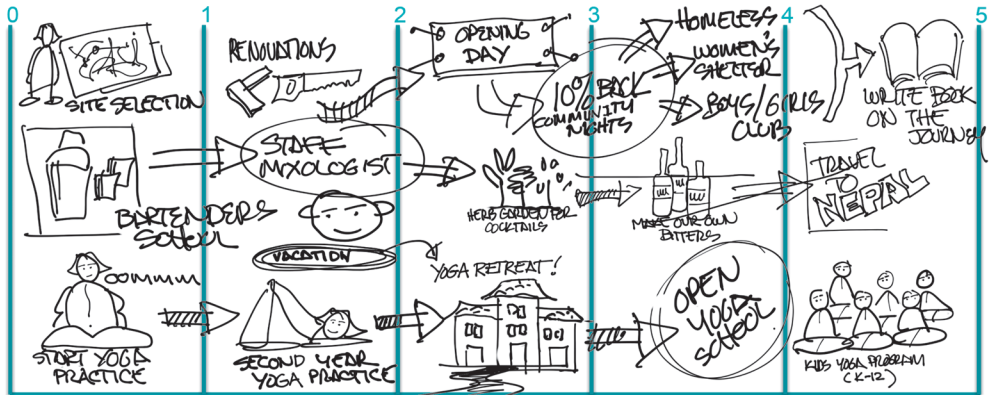 0 1 2 3 4 5
SITE SELECTION
RENOVATIONS
OPENING
DAY
10% BACK
COMMUNITY
NIGHTS
HOMELESS
WOMEN'S
SHELTER
BOYS/GIRLS
CLUB
WRITE BOOK
ON THE
JOURNEY
BARTENDERS
SCHOOL
STAFF
MIXOLOGIST
HERB GARDEN FOR
COCKTAILS
MAKE OUR OWN
BITTERS
TRAVEL
TO
NEPAL
VACATION
OOMMMM
START YOGA
PRACTICE
SECOND YEAR
YOGA PRACTICE
YOGA RETREAT!
OPEN
YOGA
SCHOOL
KIDS YOGA PROGRAM
(K-12)